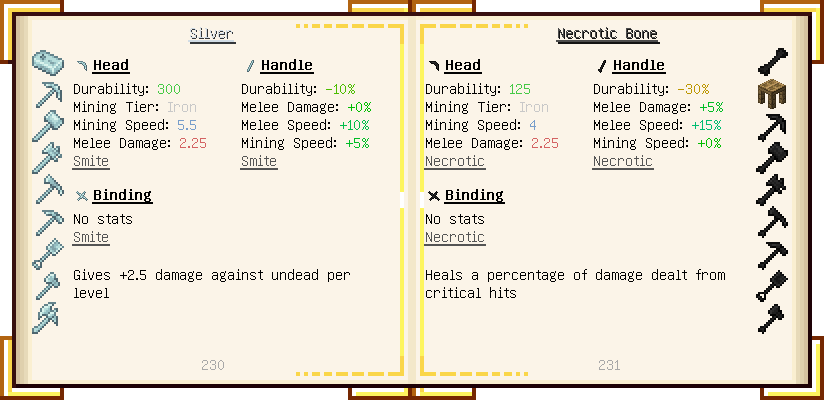 Silver
Head
Durability: 300
Mining Tier: Iron
Mining Speed: 5.5
Melee Damage: 2.25
Smite
Handle
Durability: -10%
Melee Damage: +0%
Melee Speed: +10%
Mining Speed: +5%
Smite
Binding
No stats
Smite
Gives +2.5 damage against undead per
level
230
Necrotic Bone
Head
Durability: 125
Mining Tier: Iron
Mining Speed: 4
Melee Damage: 2.25
Necrotic
Handle
Durability: -30%
Melee Damage: +5%
Melee Speed: +15%
Mining Speed: +0%
Necrotic
Binding
No stats
Necrotic
Heals a percentage of damage dealt from
critical hits
231